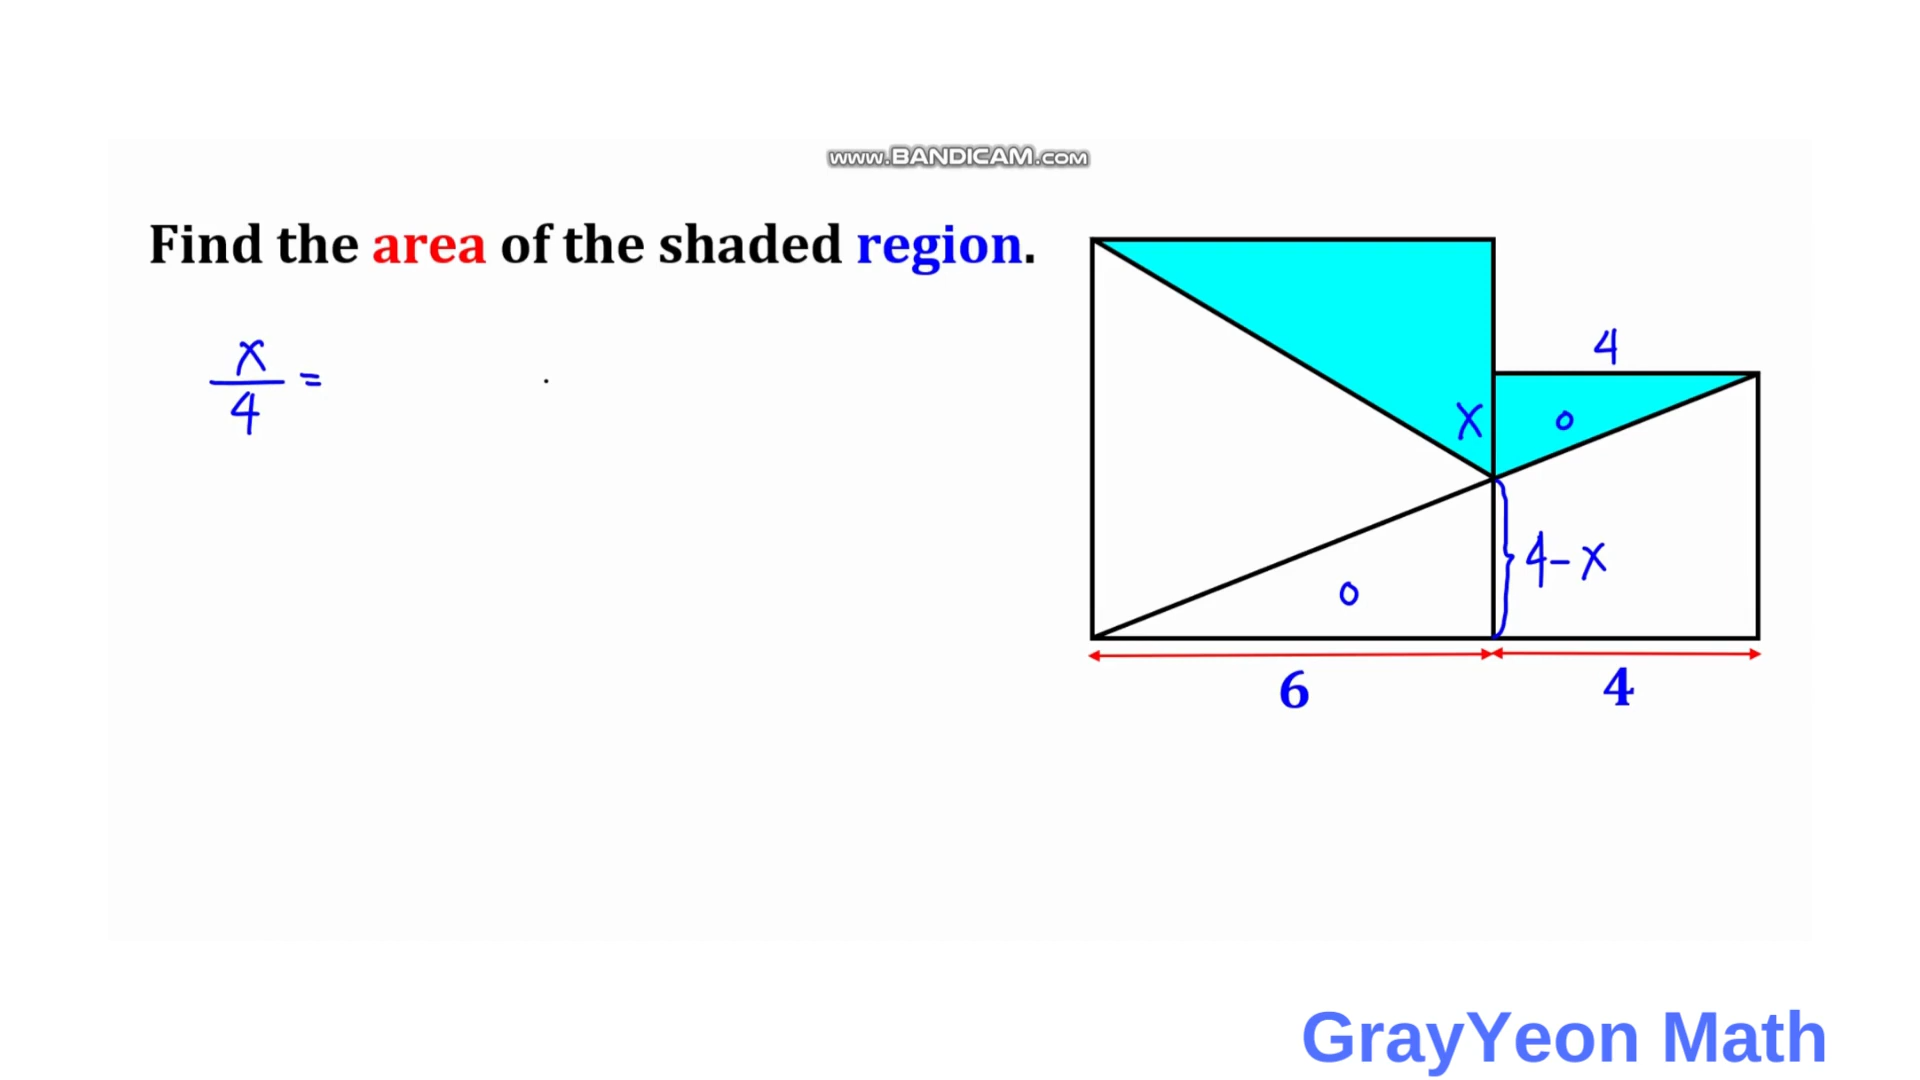 www.BANDICAM.com
Find the area of the shaded region.
x/4 =
4
x
o
4-x
o
6
4
GrayYeon Math